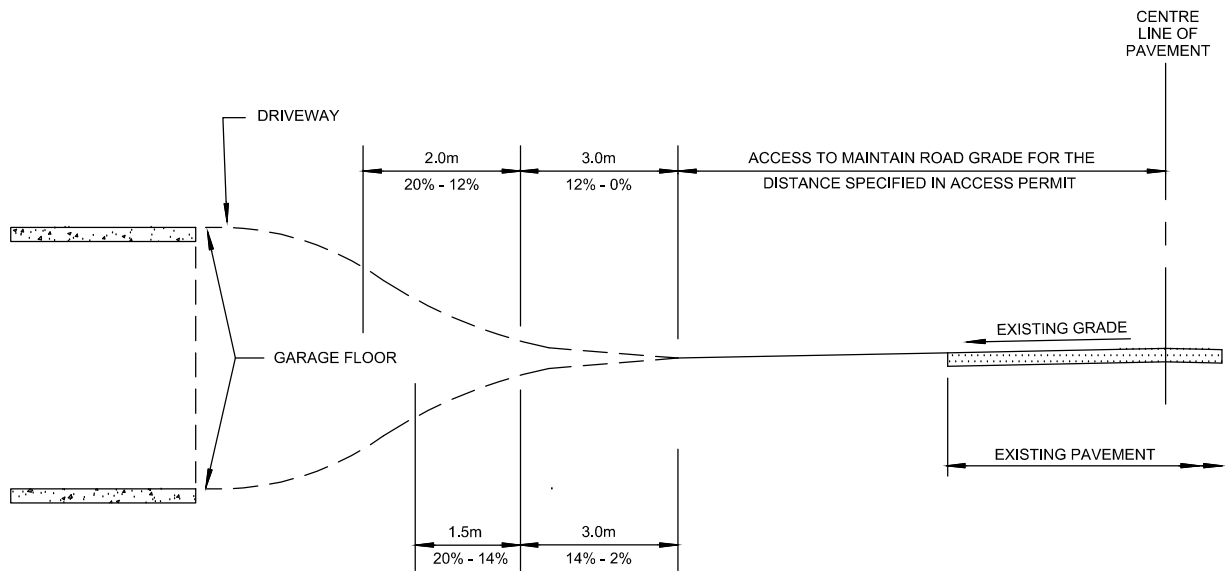 CENTRE
LINE OF
PAVEMENT
DRIVEWAY
2.0m
20% - 12%
3.0m
12% - 0%
ACCESS TO MAINTAIN ROAD GRADE FOR THE
DISTANCE SPECIFIED IN ACCESS PERMIT
EXISTING GRADE
GARAGE FLOOR
EXISTING PAVEMENT
1.5m
20% - 14%
3.0m
14% - 2%